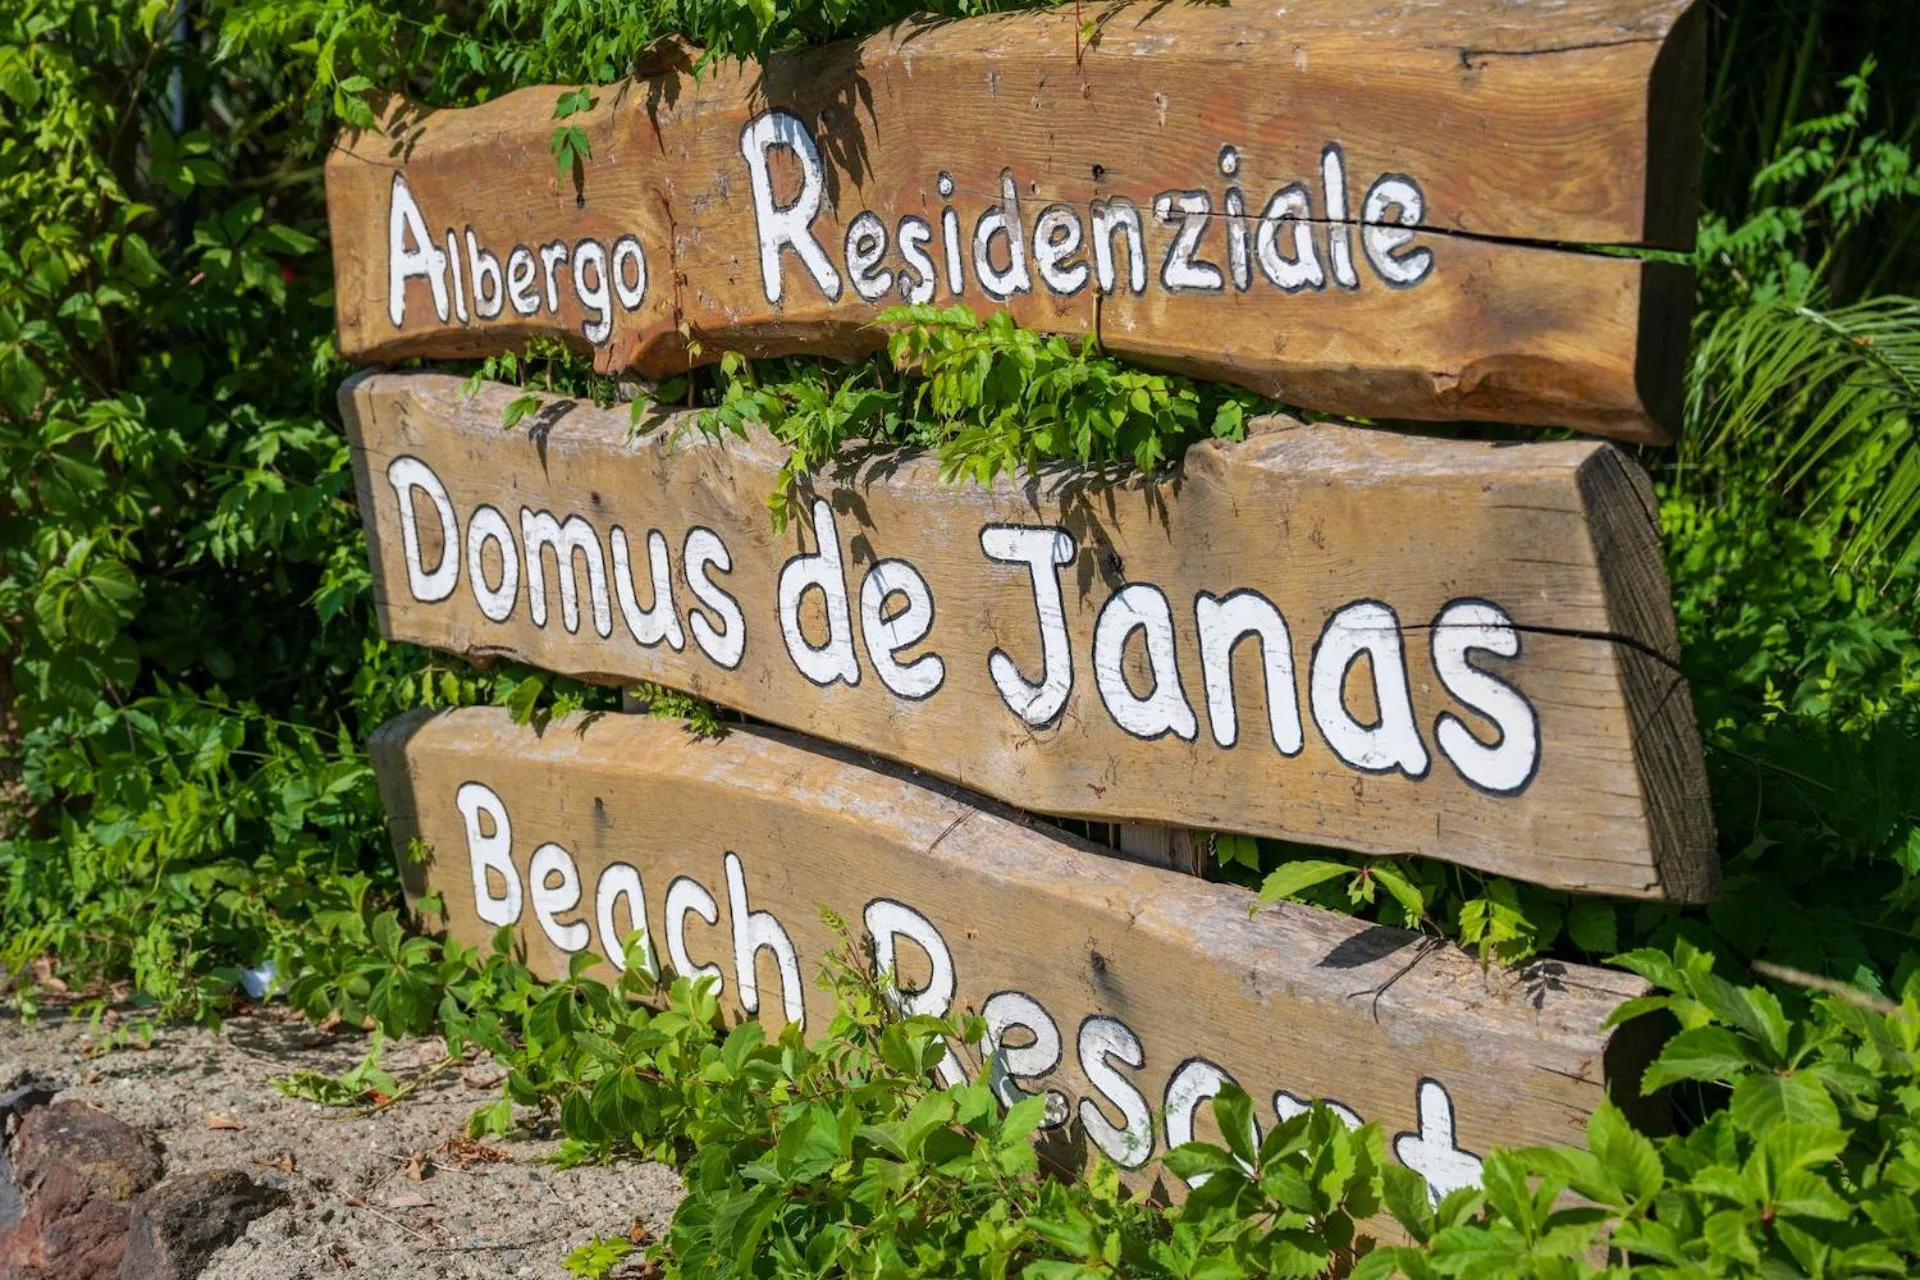 Albergo Residenziale
Domus de Janas
Beach Resort